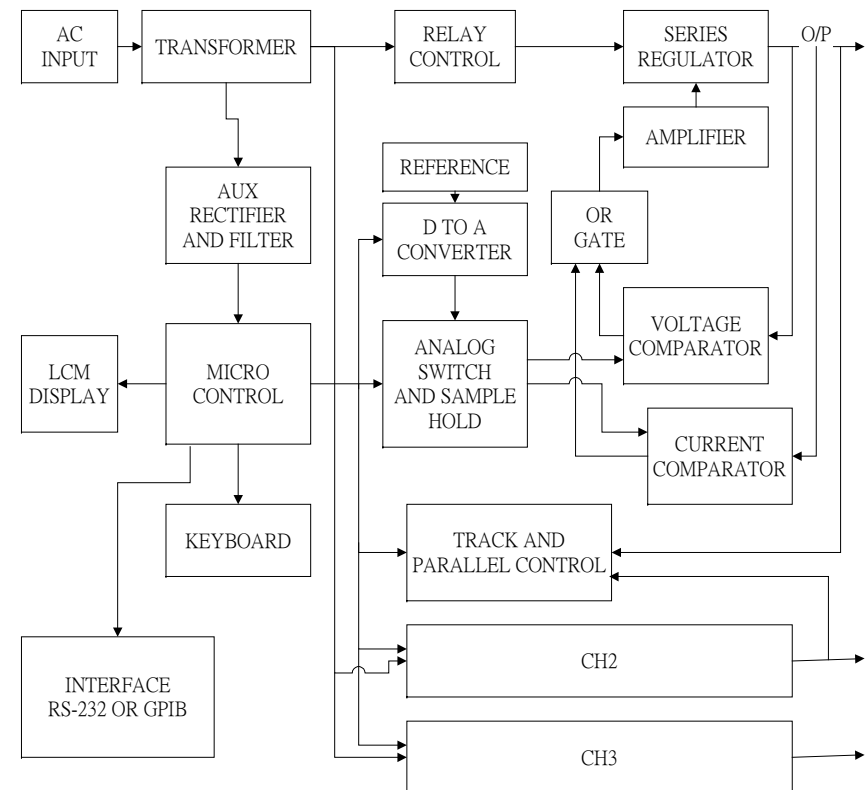 AC
INPUT
TRANSFORMER
RELAY
CONTROL
SERIES
REGULATOR
O/P
AMPLIFIER
REFERENCE
AUX
RECTIFIER
AND FILTER
D TO A
CONVERTER
OR
GATE
VOLTAGE
COMPARATOR
LCM
DISPLAY
MICRO
CONTROL
ANALOG
SWITCH
AND SAMPLE
HOLD
CURRENT
COMPARATOR
KEYBOARD
TRACK AND
PARALLEL CONTROL
INTERFACE
RS-232 OR GPIB
CH2
CH3